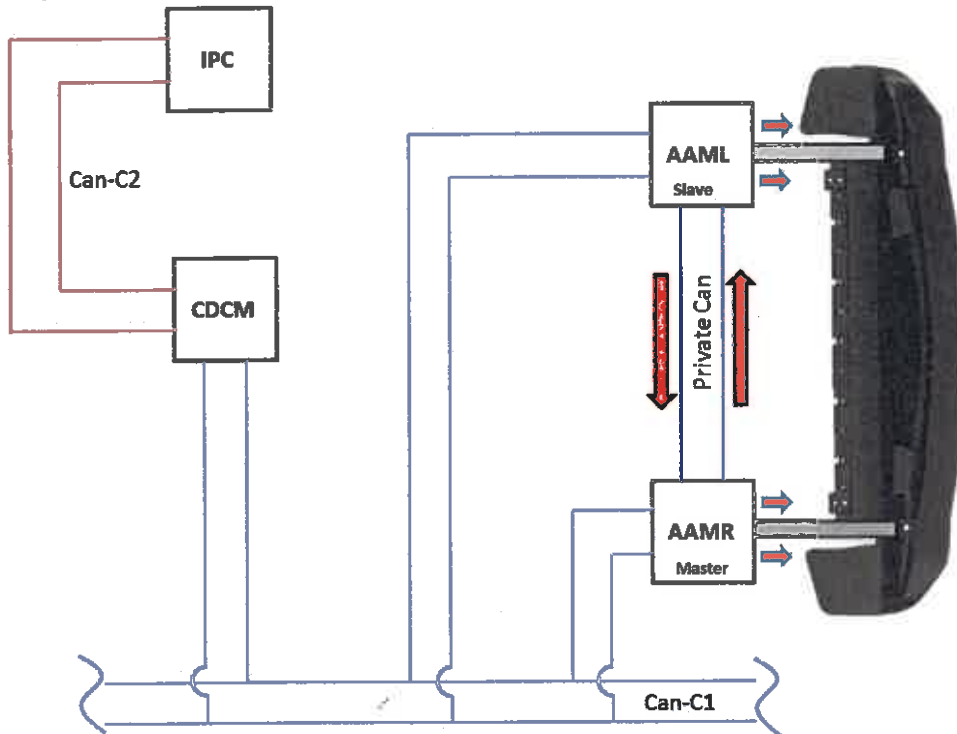 IPC
Can-C2
AAML
Slave
CDCM
Private Can
AAMR
Master
Can-C1